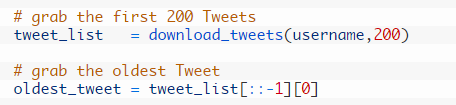 # grab the first 200 Tweets
tweet_list   = download_tweets(username,200)
# grab the oldest Tweet
oldest_tweet = tweet_list[::-1][0]